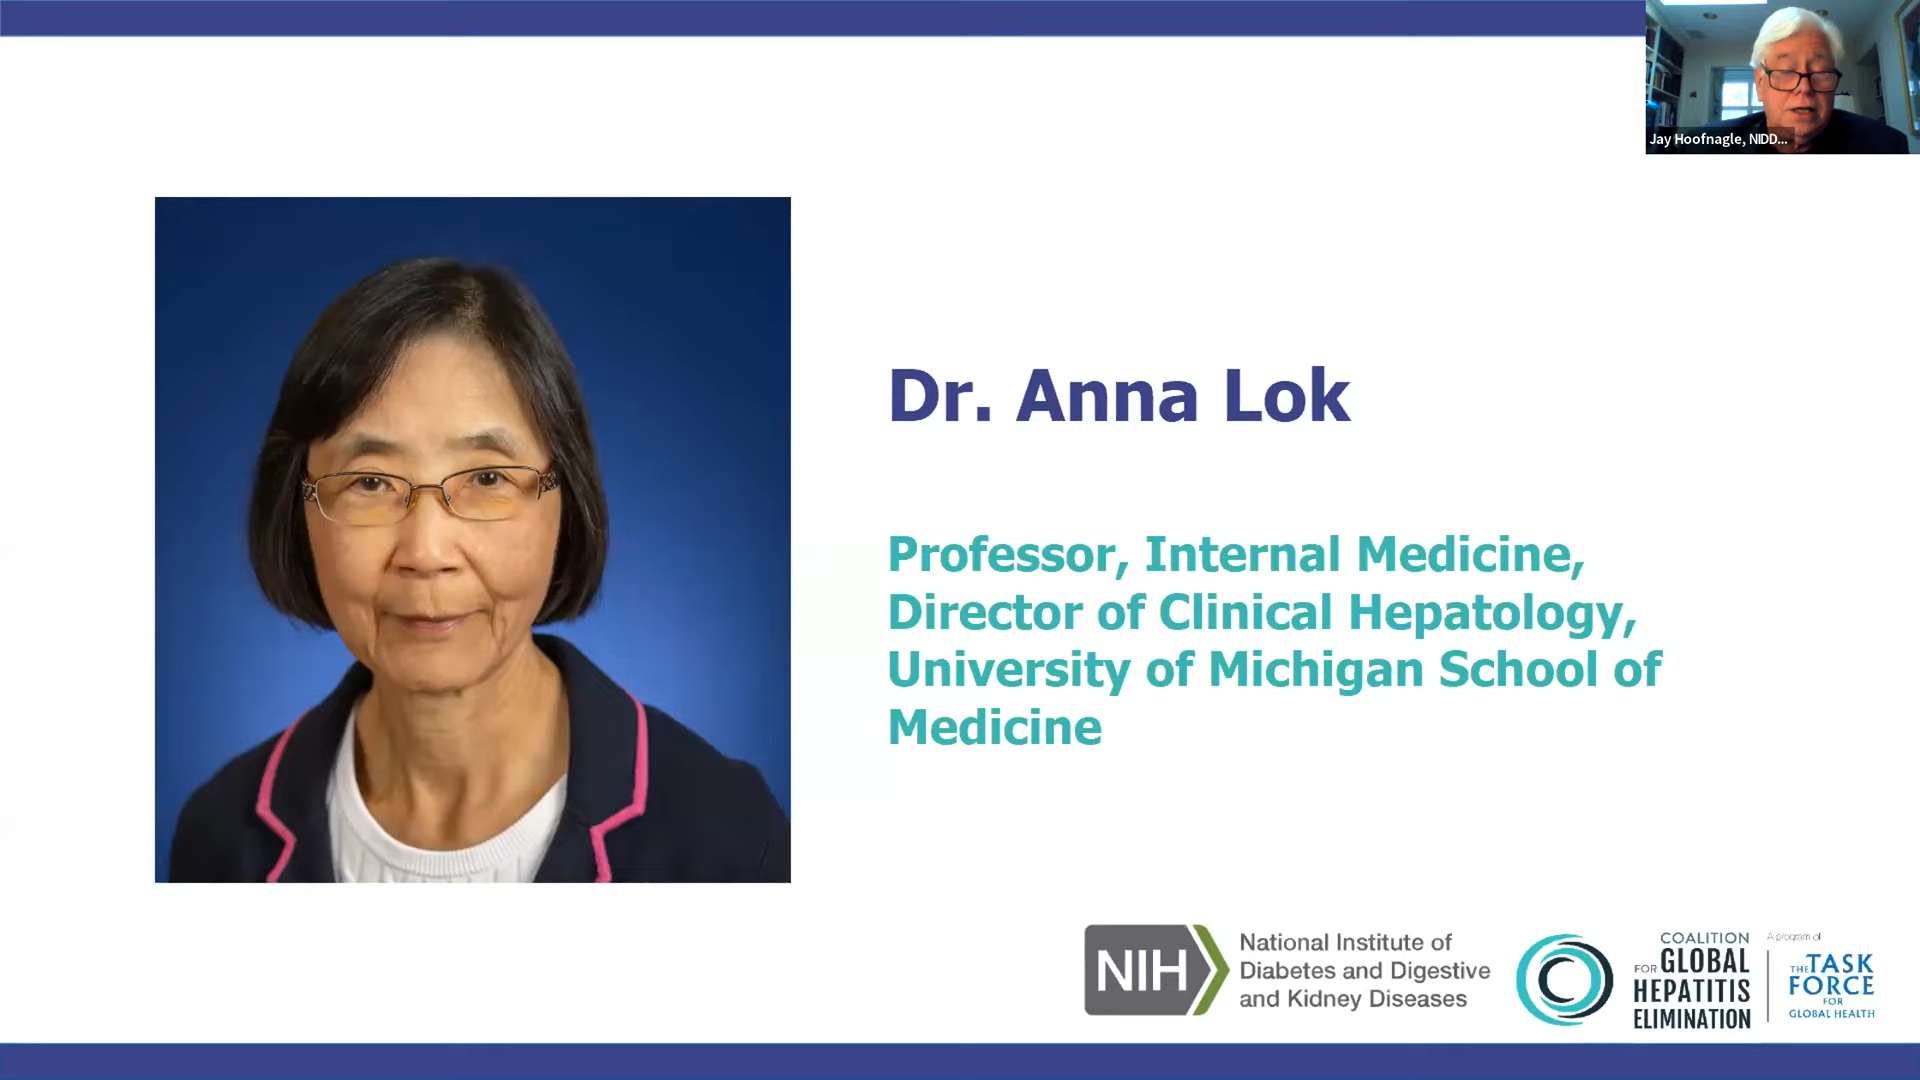 Jay Hoofnagle, NIDD...
Dr. Anna Lok
Professor, Internal Medicine,
Director of Clinical Hepatology,
University of Michigan School of
Medicine
NIH
National Institute of
Diabetes and Digestive
and Kidney Diseases
COALITION
FOR GLOBAL
HEPATITIS
ELIMINATION
A program of
THE TASK
FORCE
FOR
GLOBAL HEALTH